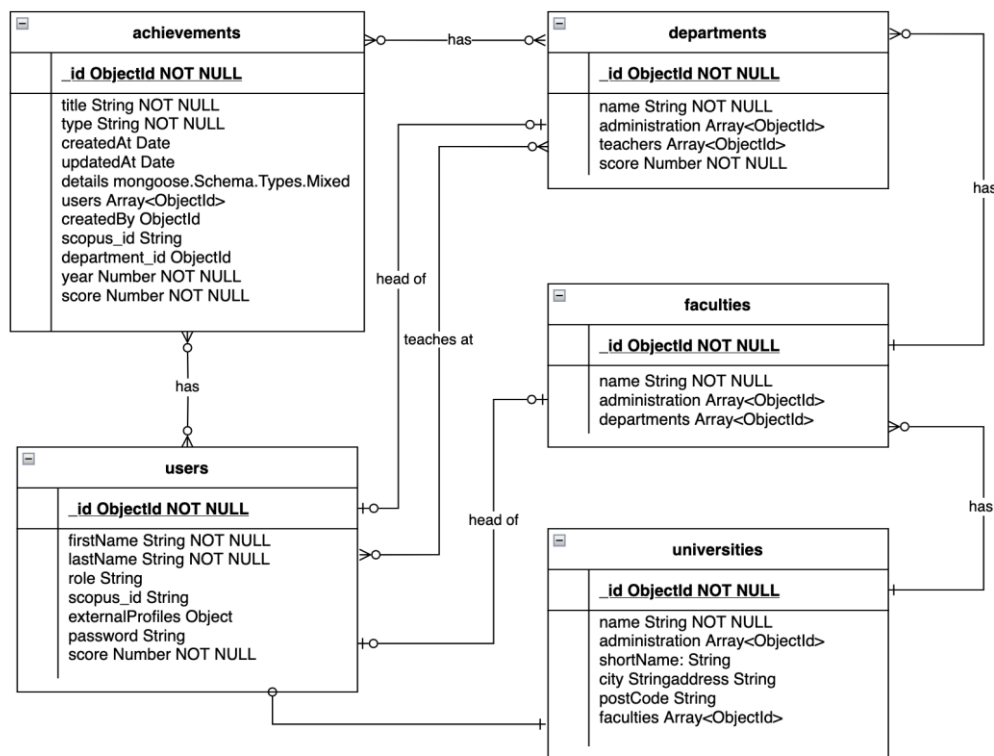 achievements
_id ObjectId NOT NULL
title String NOT NULL
type String NOT NULL
createdAt Date
updatedAt Date
details mongoose.Schema.Types.Mixed
users Array<ObjectId>
createdBy ObjectId
scopus_id String
department_id ObjectId
year Number NOT NULL
score Number NOT NULL
has
departments
_id ObjectId NOT NULL
name String NOT NULL
administration Array<ObjectId>
teachers Array<ObjectId>
score Number NOT NULL
has
head of
teaches at
has
faculties
_id ObjectId NOT NULL
name String NOT NULL
administration Array<ObjectId>
departments Array<ObjectId>
users
_id ObjectId NOT NULL
firstName String NOT NULL
lastName String NOT NULL
role String
scopus_id String
externalProfiles Object
password String
score Number NOT NULL
head of
has
universities
_id ObjectId NOT NULL
name String NOT NULL
administration Array<ObjectId>
shortName: String
city Stringaddress String
postCode String
faculties Array<ObjectId>